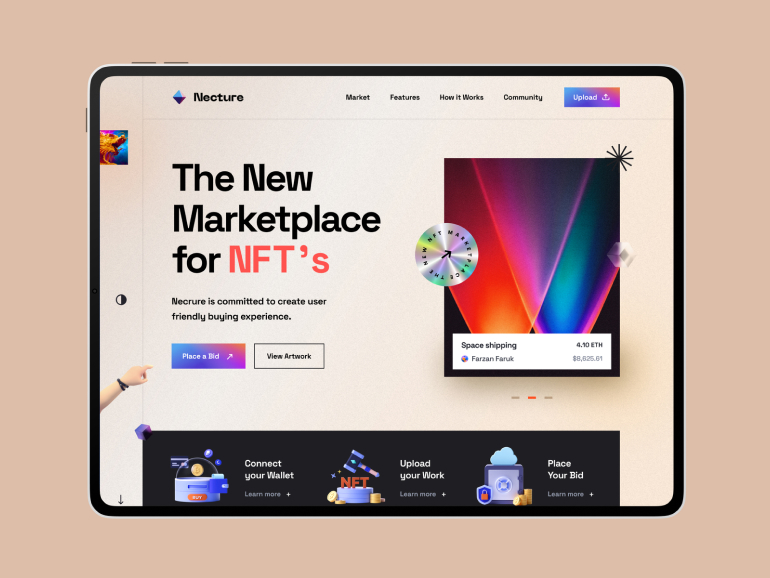 Necture
Market Features How it Works Community Upload
The New
Marketplace
for NFT's
Necrure is committed to create user
friendly buying experience.
Place a Bid View Artwork
THE NEW NFT MARKETPLACE
Space shipping 4.10 ETH
Farzan Faruk $8,625.61
Connect
your Wallet
Learn more +
BUY
Upload
your Work
Learn more +
NFT
Place
Your Bid
Learn more +